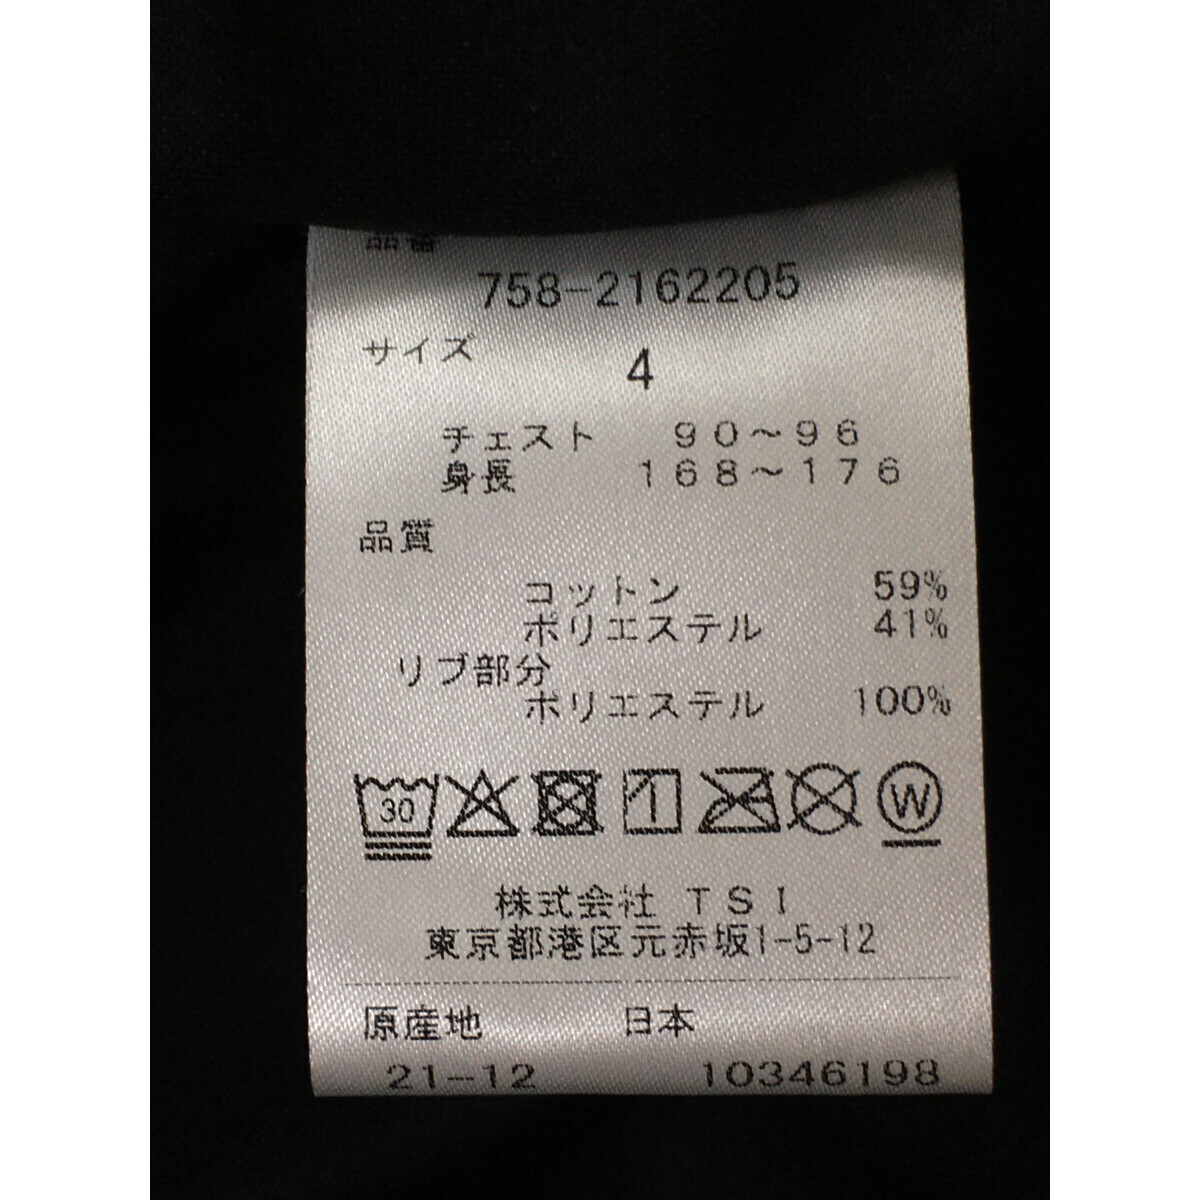 品番
758-2162205
サイズ 4
チェスト 90~96
身長 168~176
品質
コットン 59%
ポリエステル 41%
リブ部分
ポリエステル 100%
30 W
株式会社 TSI
東京都港区元赤坂1-5-12
原産地 日本
21-12 10346198